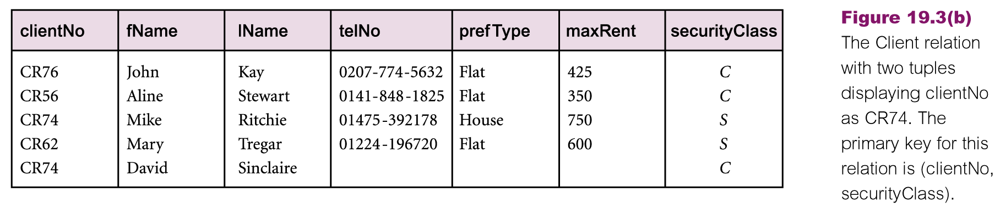 clientNo fName lName telNo prefType maxRent securityClass
CR76 John Kay 0207-774-5632 Flat 425 C
CR56 Aline Stewart 0141-848-1825 Flat 350 C
CR74 Mike Ritchie 01475-392178 House 750 S
CR62 Mary Tregar 01224-196720 Flat 600 S
CR74 David Sinclaire C
Figure 19.3(b)
The Client relation
with two tuples
displaying clientNo
as CR74. The
primary key for this
relation is (clientNo,
securityClass).